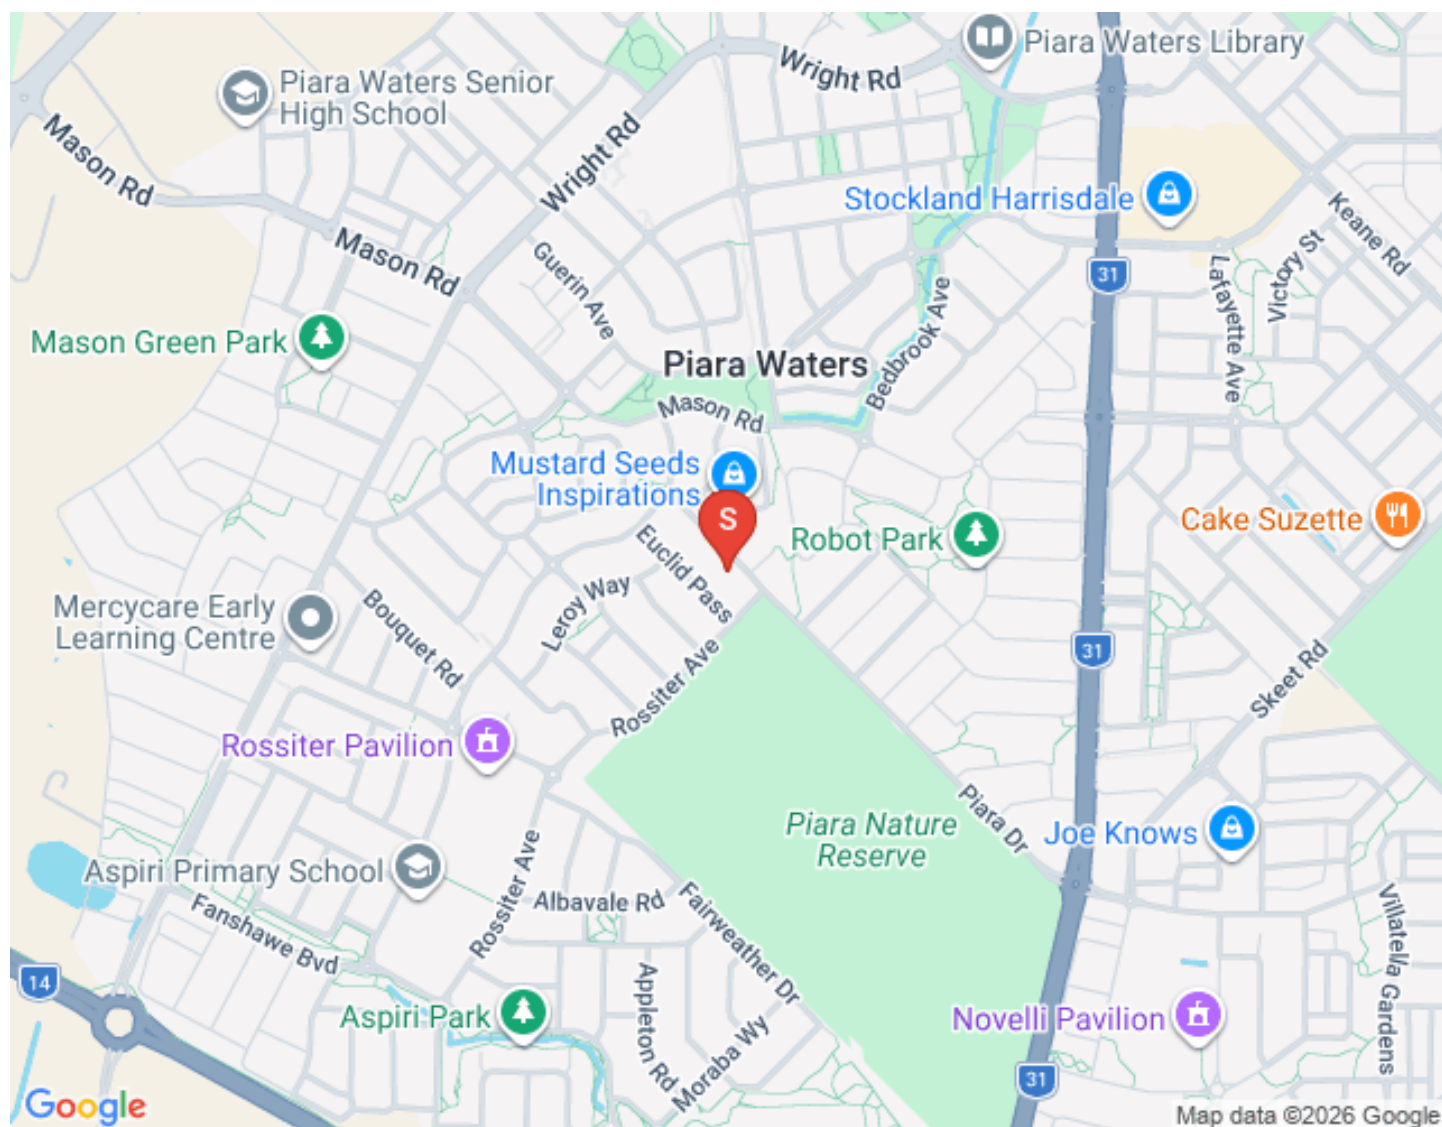 Piara Waters Library
Wright Rd
Piara Waters Senior
High School
Mason Rd
Wright Rd
Stockland Harrisdale
Keane Rd
Victory St
Lafayette Ave
Mason Rd
Guerin Ave
31
Mason Green Park
Piara Waters
Bedbrook Ave
Mason Rd
Mustard Seeds
Inspirations
S
Robot Park
Cake Suzette
Euclid Pass
Leroy Way
Mercycare Early
Learning Centre
Bouquet Rd
31
Skeet Rd
Rossiter Ave
Rossiter Pavilion
Piara Dr
Piara Nature
Reserve
Joe Knows
Aspiri Primary School
Rossiter Ave
Albavale Rd
Fairweather Dr
Villatella Gardens
Fanshawe Bvd
14
Aspiri Park
Appleton Rd
Moraba Wy
Novelli Pavilion
31
Google
Map data ©2026 Google